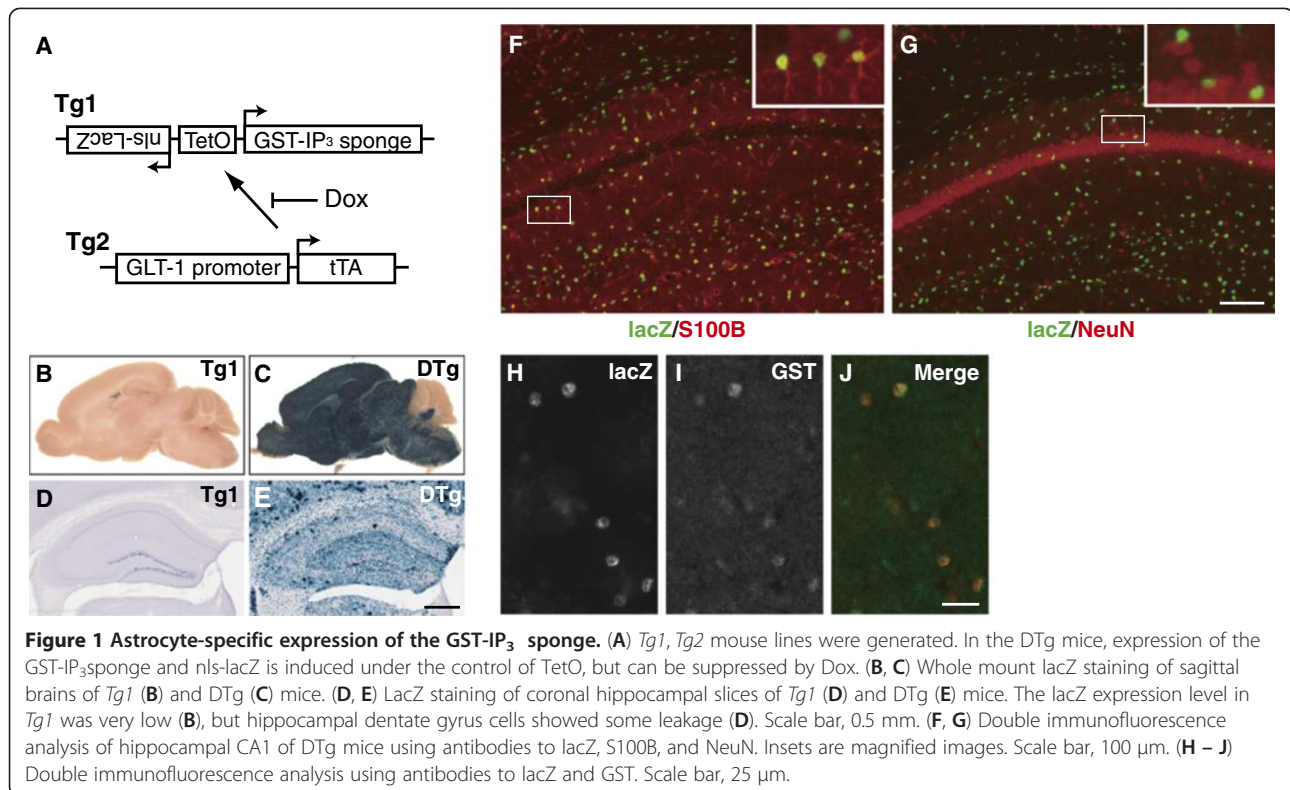 A
Tg1
nls-LacZ
TetO
GST-IP₃ sponge
Dox
Tg2
GLT-1 promoter
tTA
B
Tg1
C
DTg
D
Tg1
E
DTg
F
G
lacZ/S100B
lacZ/NeuN
H
lacZ
I
GST
J
Merge
Figure 1 Astrocyte-specific expression of the GST-IP₃ sponge. (A) Tg1, Tg2 mouse lines were generated. In the DTg mice, expression of the
GST-IP₃sponge and nls-lacZ is induced under the control of TetO, but can be suppressed by Dox. (B, C) Whole mount lacZ staining of sagittal
brains of Tg1 (B) and DTg (C) mice. (D, E) LacZ staining of coronal hippocampal slices of Tg1 (D) and DTg (E) mice. The lacZ expression level in
Tg1 was very low (B), but hippocampal dentate gyrus cells showed some leakage (D). Scale bar, 0.5 mm. (F, G) Double immunofluorescence
analysis of hippocampal CA1 of DTg mice using antibodies to lacZ, S100B, and NeuN. Insets are magnified images. Scale bar, 100 μm. (H – J)
Double immunofluorescence analysis using antibodies to lacZ and GST. Scale bar, 25 μm.